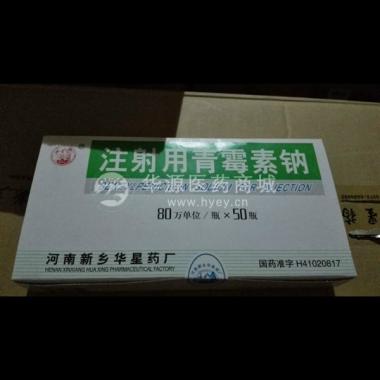 注射用青霉素钠
华源医药商城
www.hyey.cn
80万单位/瓶×50瓶
河南新乡华星药厂
HENAN XINXIANG HUA XING PHARMACEUTICAL FACTORY
国药准字 H41020817